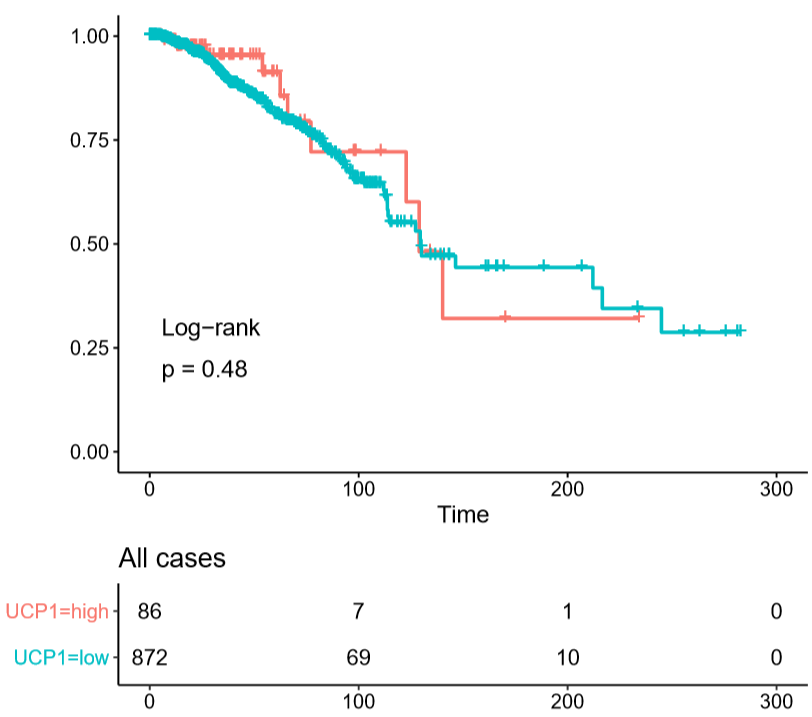 1.00
0.75
0.50
0.25
0.00
Log-rank
p = 0.48
0 100 200 300
Time
All cases
UCP1=high 86 7 1 0
UCP1=low 872 69 10 0
0 100 200 300